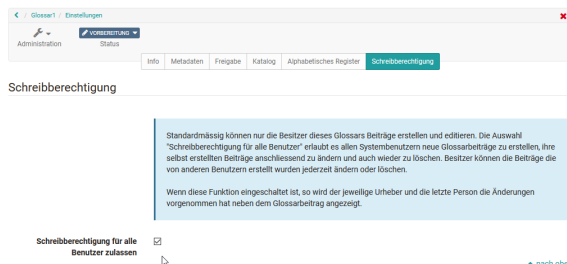 / Glossar1 / Einstellungen
Administration
VORBEREITUNG
Status
Info Metadaten Freigabe Katalog Alphabetisches Register Schreibberechtigung
Schreibberechtigung
Standardmässig können nur die Besitzer dieses Glossars Beiträge erstellen und editieren. Die Auswahl
"Schreibberechtigung für alle Benutzer" erlaubt es allen Systembenutzern neue Glossarbeiträge zu erstellen, ihre
selbst erstellten Beiträge anschliessend zu ändern und auch wieder zu löschen. Besitzer können die Beiträge die
von anderen Benutzern erstellt wurden jederzeit ändern oder löschen.
Wenn diese Funktion eingeschaltet ist, so wird der jeweilige Urheber und die letzte Person die Änderungen
vorgenommen hat neben dem Glossarbeitrag angezeigt.
Schreibberechtigung für alle
Benutzer zulassen
nach